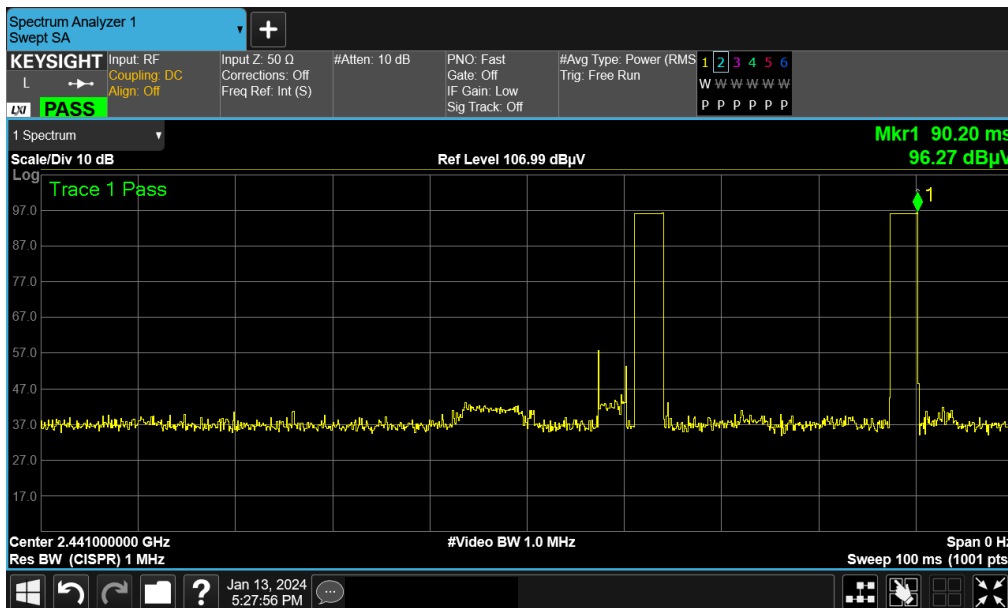 Spectrum Analyzer 1
Swept SA
+
KEYSIGHT
L
LXI PASS
Input: RF
Coupling: DC
Align: Off
Input Z: 50 Ω
Corrections: Off
Freq Ref: Int (S)
#Atten: 10 dB
PNO: Fast
Gate: Off
IF Gain: Low
Sig Track: Off
#Avg Type: Power (RMS
Trig: Free Run
1 2 3 4 5 6
W W W W W W
P P P P P P
1 Spectrum
Mkr1 90.20 ms
Scale/Div 10 dB
Ref Level 106.99 dBµV
96.27 dBµV
Log
Trace 1 Pass
1
97.0
87.0
77.0
67.0
57.0
47.0
37.0
27.0
17.0
Center 2.441000000 GHz
#Video BW 1.0 MHz
Span 0 Hz
Res BW (CISPR) 1 MHz
Sweep 100 ms (1001 pts
?
Jan 13, 2024
5:27:56 PM